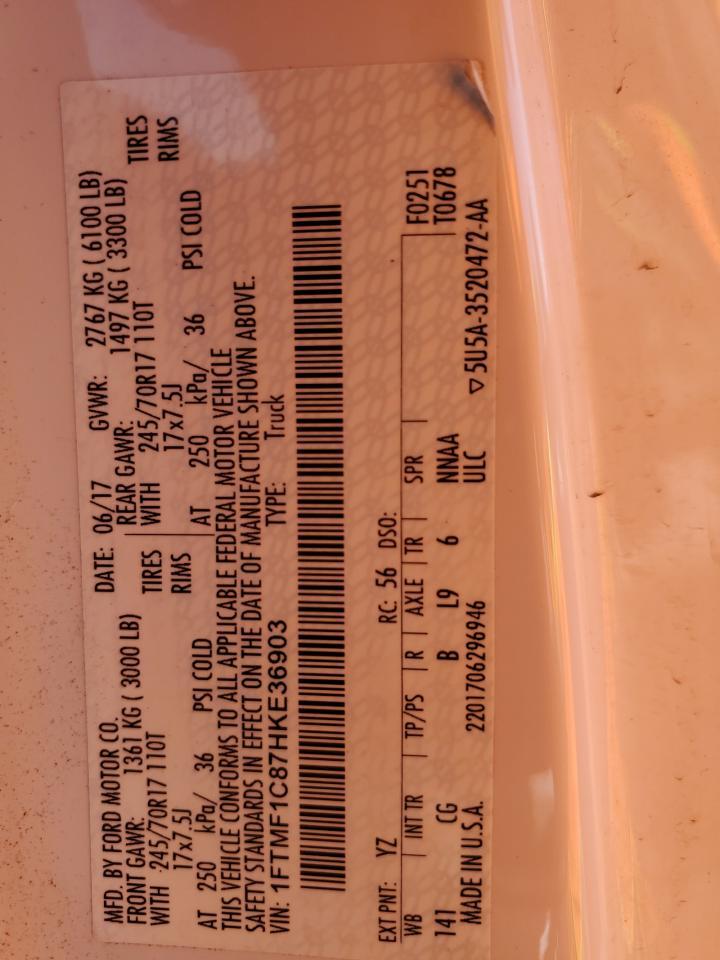 MFD. BY FORD MOTOR CO. DATE: 06/17 GVWR: 2767 KG ( 6100 LB)
FRONT GAWR: 1361 KG ( 3000 LB) REAR GAWR: 1497 KG ( 3300 LB)
WITH 245/70R17 110T TIRES WITH 245/70R17 110T TIRES
17x7.5J RIMS 17x7.5J RIMS
AT 250 kPa/ 36 PSI COLD AT 250 kPa/ 36 PSI COLD
THIS VEHICLE CONFORMS TO ALL APPLICABLE FEDERAL MOTOR VEHICLE
SAFETY STANDARDS IN EFFECT ON THE DATE OF MANUFACTURE SHOWN ABOVE.
VIN: 1FTMF1C87HKE36903 TYPE: Truck
EXT PNT: YZ RC: 56 DSO:
WB INT TR TP/PS R AXLE TR SPR F0251
141 CG B L9 6 NNAA T0678
MADE IN U.S.A. 2201706296946 ULC
▽5U5A-3520472-AA